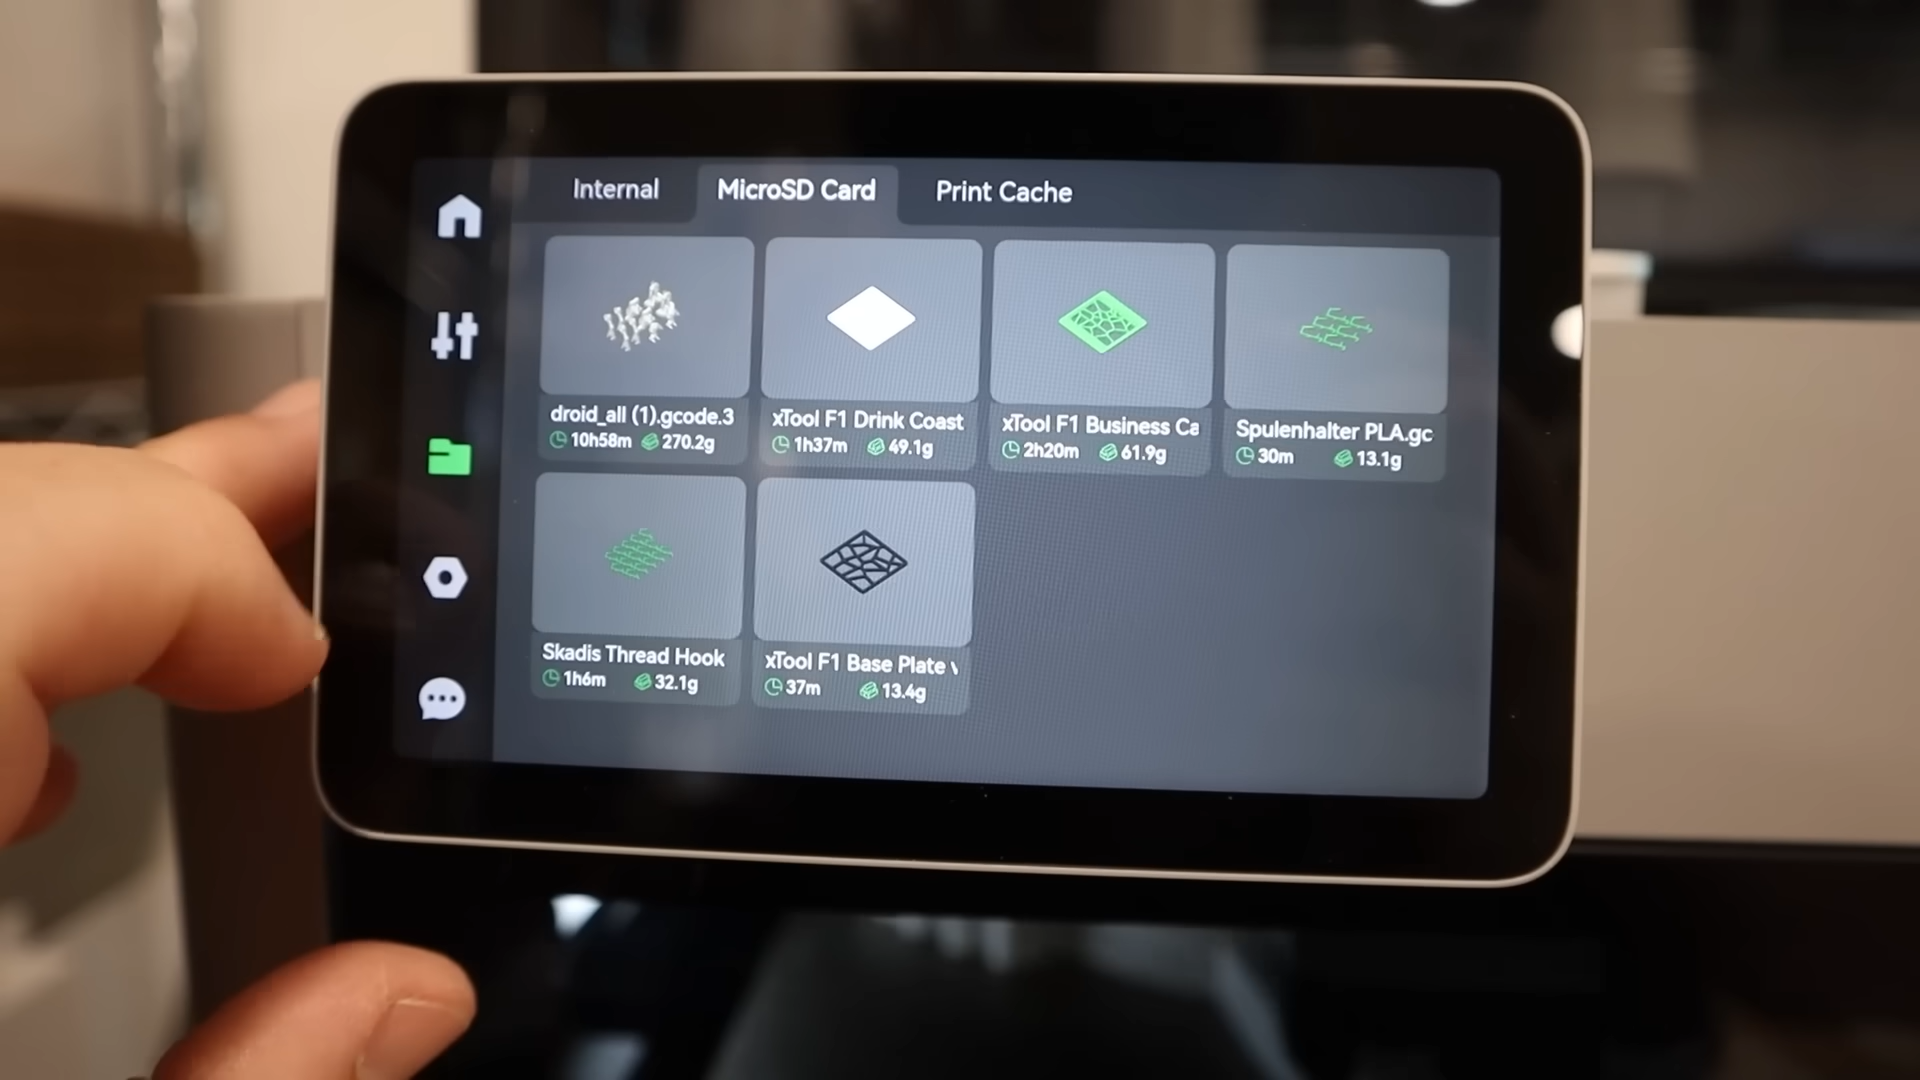 Internal
MicroSD Card
Print Cache
droid_all (1).gcode.3
10h58m 270.2g
xTool F1 Drink Coast
1h37m 49.1g
xTool F1 Business Ca
2h20m 61.9g
Spulenhalter PLA.gc
30m 13.1g
Skadis Thread Hook
1h6m 32.1g
xTool F1 Base Plate
37m 13.4g